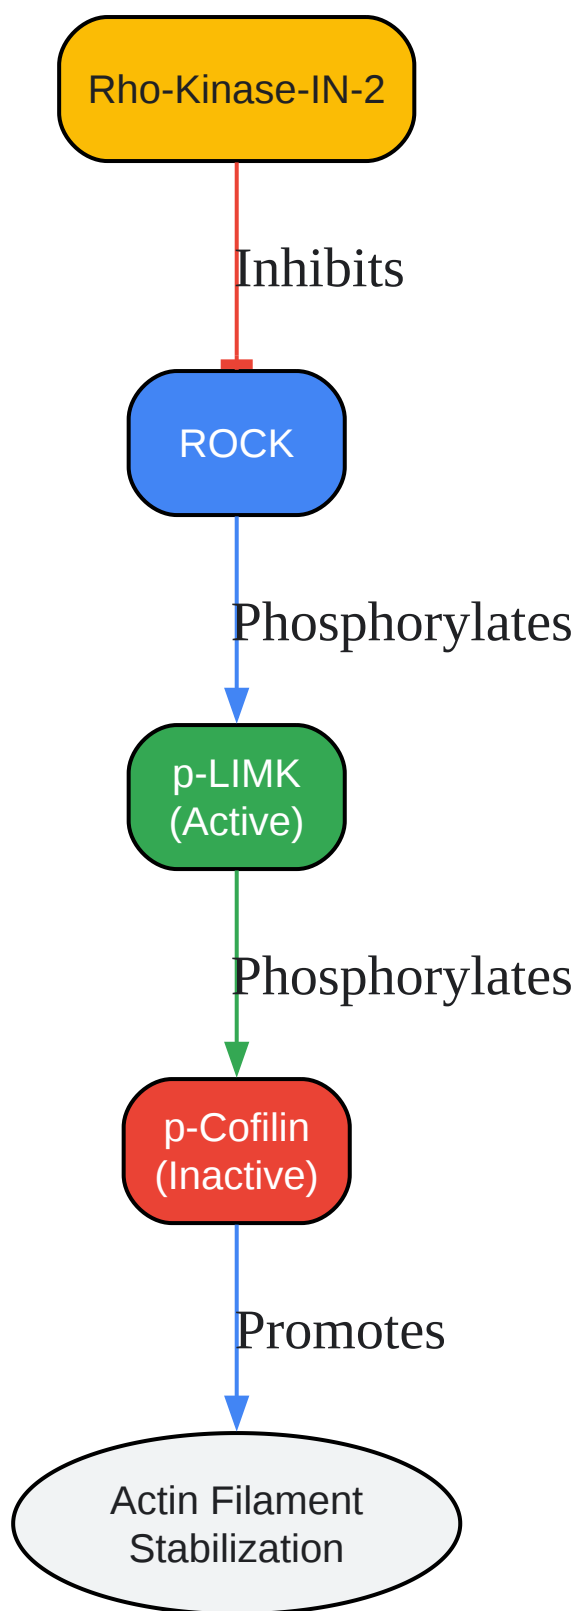 Rho-Kinase-IN-2
Inhibits
ROCK
Phosphorylates
p-LIMK
(Active)
Phosphorylates
p-Cofilin
(Inactive)
Promotes
Actin Filament
Stabilization